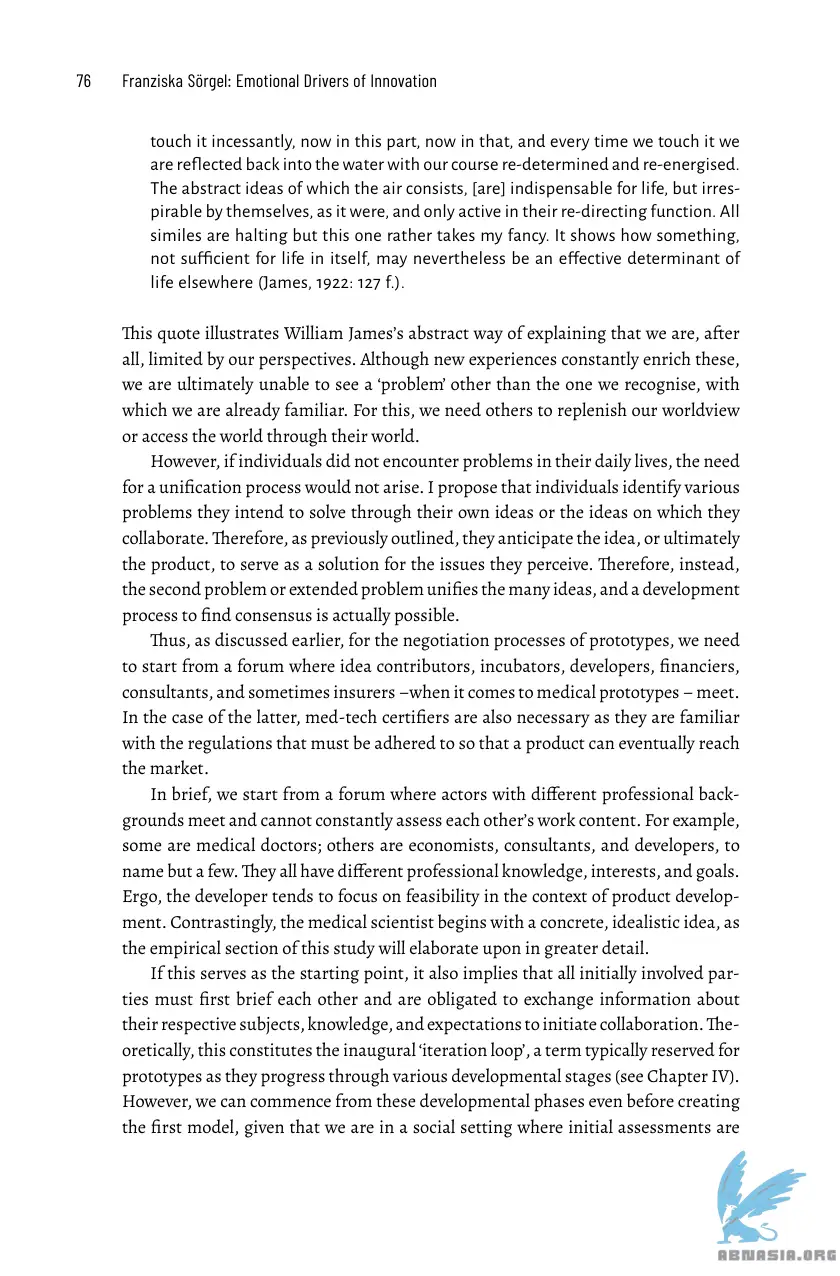 76 Franziska Sörgel: Emotional Drivers of Innovation
touch it incessantly, now in this part, now in that, and every time we touch it we
are reflected back into the water with our course re-determined and re-energised.
The abstract ideas of which the air consists, [are] indispensable for life, but irres-
pirable by themselves, as it were, and only active in their re-directing function. All
similes are halting but this one rather takes my fancy. It shows how something,
not sufficient for life in itself, may nevertheless be an effective determinant of
life elsewhere (James, 1922: 127 f.).
This quote illustrates William James’s abstract way of explaining that we are, after
all, limited by our perspectives. Although new experiences constantly enrich these,
we are ultimately unable to see a ‘problem’ other than the one we recognise, with
which we are already familiar. For this, we need others to replenish our worldview
or access the world through their world.
However, if individuals did not encounter problems in their daily lives, the need
for a unification process would not arise. I propose that individuals identify various
problems they intend to solve through their own ideas or the ideas on which they
collaborate. Therefore, as previously outlined, they anticipate the idea, or ultimately
the product, to serve as a solution for the issues they perceive. Therefore, instead,
the second problem or extended problem unifies the many ideas, and a development
process to find consensus is actually possible.
Thus, as discussed earlier, for the negotiation processes of prototypes, we need
to start from a forum where idea contributors, incubators, developers, financiers,
consultants, and sometimes insurers –when it comes to medical prototypes – meet.
In the case of the latter, med-tech certifiers are also necessary as they are familiar
with the regulations that must be adhered to so that a product can eventually reach
the market.
In brief, we start from a forum where actors with different professional back-
grounds meet and cannot constantly assess each other’s work content. For example,
some are medical doctors; others are economists, consultants, and developers, to
name but a few. They all have different professional knowledge, interests, and goals.
Ergo, the developer tends to focus on feasibility in the context of product develop-
ment. Contrastingly, the medical scientist begins with a concrete, idealistic idea, as
the empirical section of this study will elaborate upon in greater detail.
If this serves as the starting point, it also implies that all initially involved par-
ties must first brief each other and are obligated to exchange information about
their respective subjects, knowledge, and expectations to initiate collaboration. The-
oretically, this constitutes the inaugural ‘iteration loop’, a term typically reserved for
prototypes as they progress through various developmental stages (see Chapter IV).
However, we can commence from these developmental phases even before creating
the first model, given that we are in a social setting where initial assessments are
ABNASIA.ORG